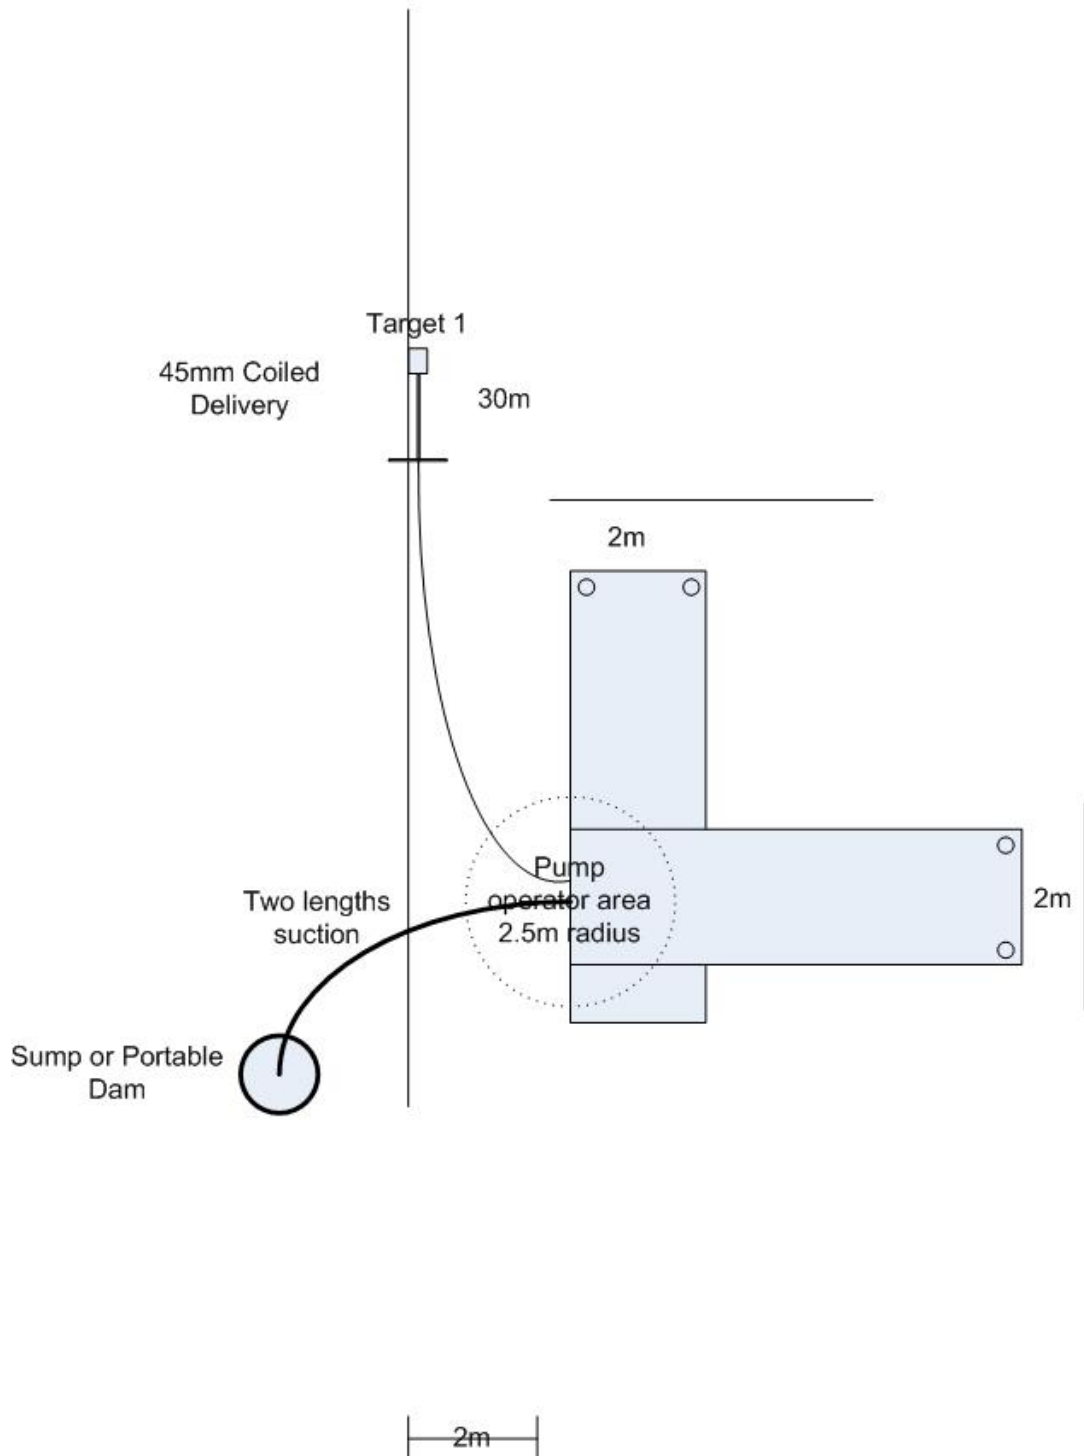 Target 1
45mm Coiled
Delivery
30m
2m
Pump
operator area
2.5m radius
2m
Two lengths
suction
Sump or Portable
Dam
2m